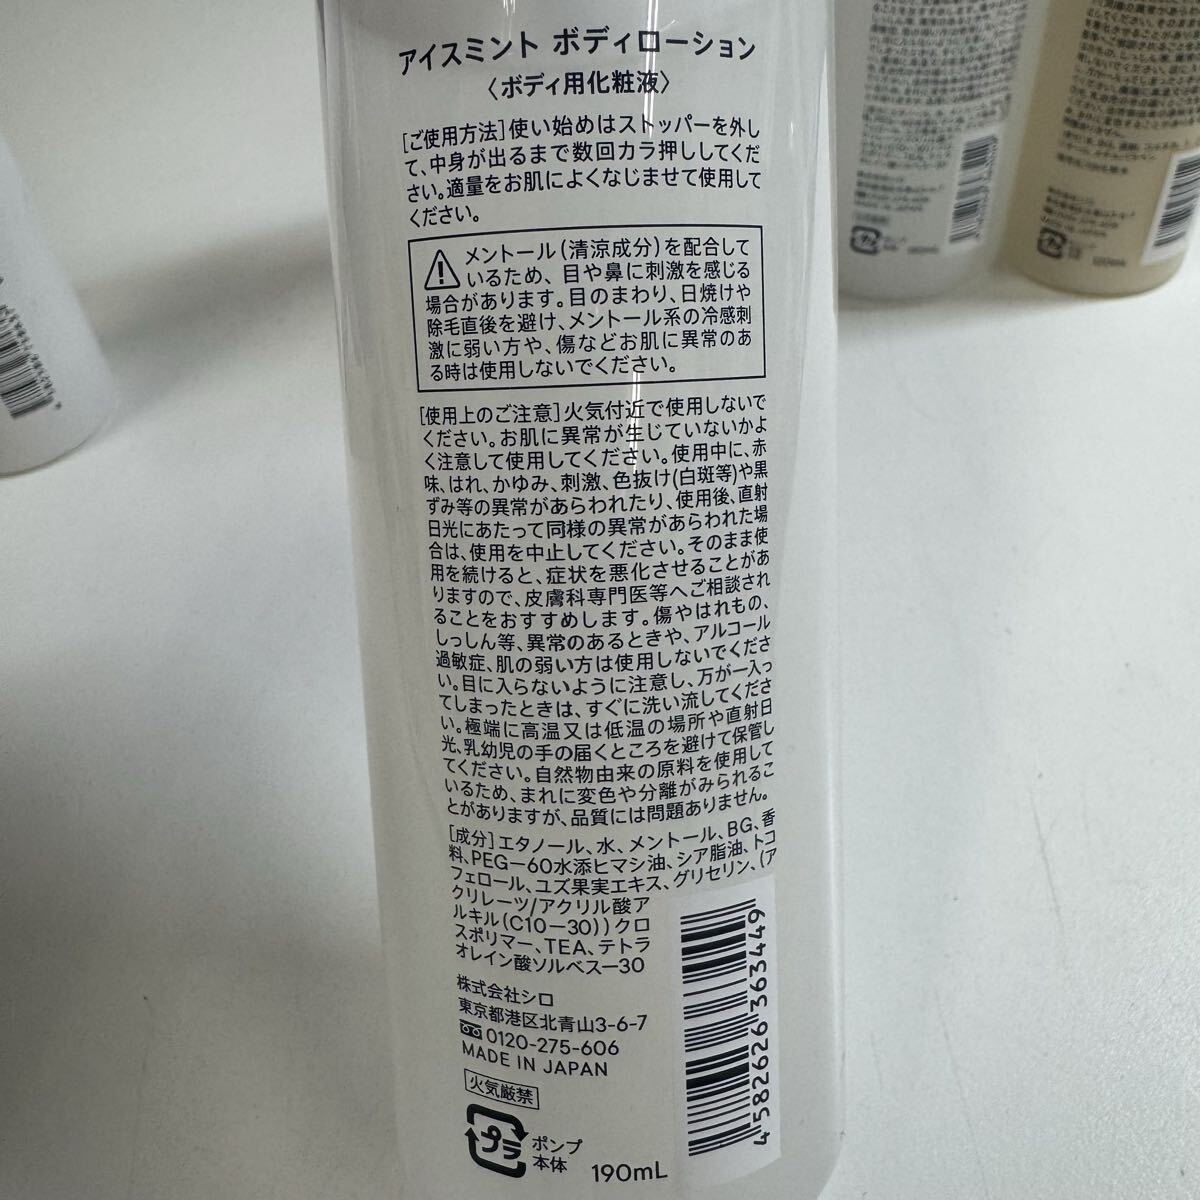 アイスミント ボディローション
〈ボディ用化粧液〉
[ご使用方法]使い始めはストッパーを外し
て、中身が出るまで数回カラ押ししてくだ
さい。適量をお肌によくなじませて使用して
ください。
メントール(清涼成分)を配合して
いるため、目や鼻に刺激を感じる
場合があります。目のまわり、日焼けや
除毛直後を避け、メントール系の冷感刺
激に弱い方や、傷などお肌に異常のあ
る時は使用しないでください。
[使用上のご注意]火気付近で使用しないで
ください。お肌に異常が生じていないかよ
く注意して使用してください。使用中に、赤
味、はれ、かゆみ、刺激、色抜け(白斑等)や黒
ずみ等の異常があらわれたり、使用後、直射
日光にあたって同様の異常があらわれた場
合は、使用を中止してください。そのまま使
用を続けると、症状を悪化させることがあ
りますので、皮膚科専門医等へご相談され
ることをおすすめします。傷やはれもの、
しっしん等、異常のあるときや、アルコール
過敏症、肌の弱い方は使用しないでくださ
い。目に入らないように注意し、万が一入っ
てしまったときは、すぐに洗い流してくださ
い。極端に高温又は低温の場所や直射日
光、乳幼児の手の届くところを避けて保管し
てください。自然物由来の原料を使用して
いるため、まれに変色や分離がみられるこ
とがありますが、品質には問題ありません。
[成分]エタノール、水、メントール、BG、香
料、PEG-60水添ヒマシ油、シア脂油、トコ
フェロール、ユズ果実エキス、グリセリン、(ア
クリレーツ/アクリル酸ア
ルキル(C10-30))クロ
スポリマー、TEA、テトラ
オレイン酸ソルベス-30
株式会社シロ
東京都港区北青山3-6-7
0120-275-606
MADE IN JAPAN
火気厳禁
プラ
ポンプ
本体
190mL
4 582626 363449